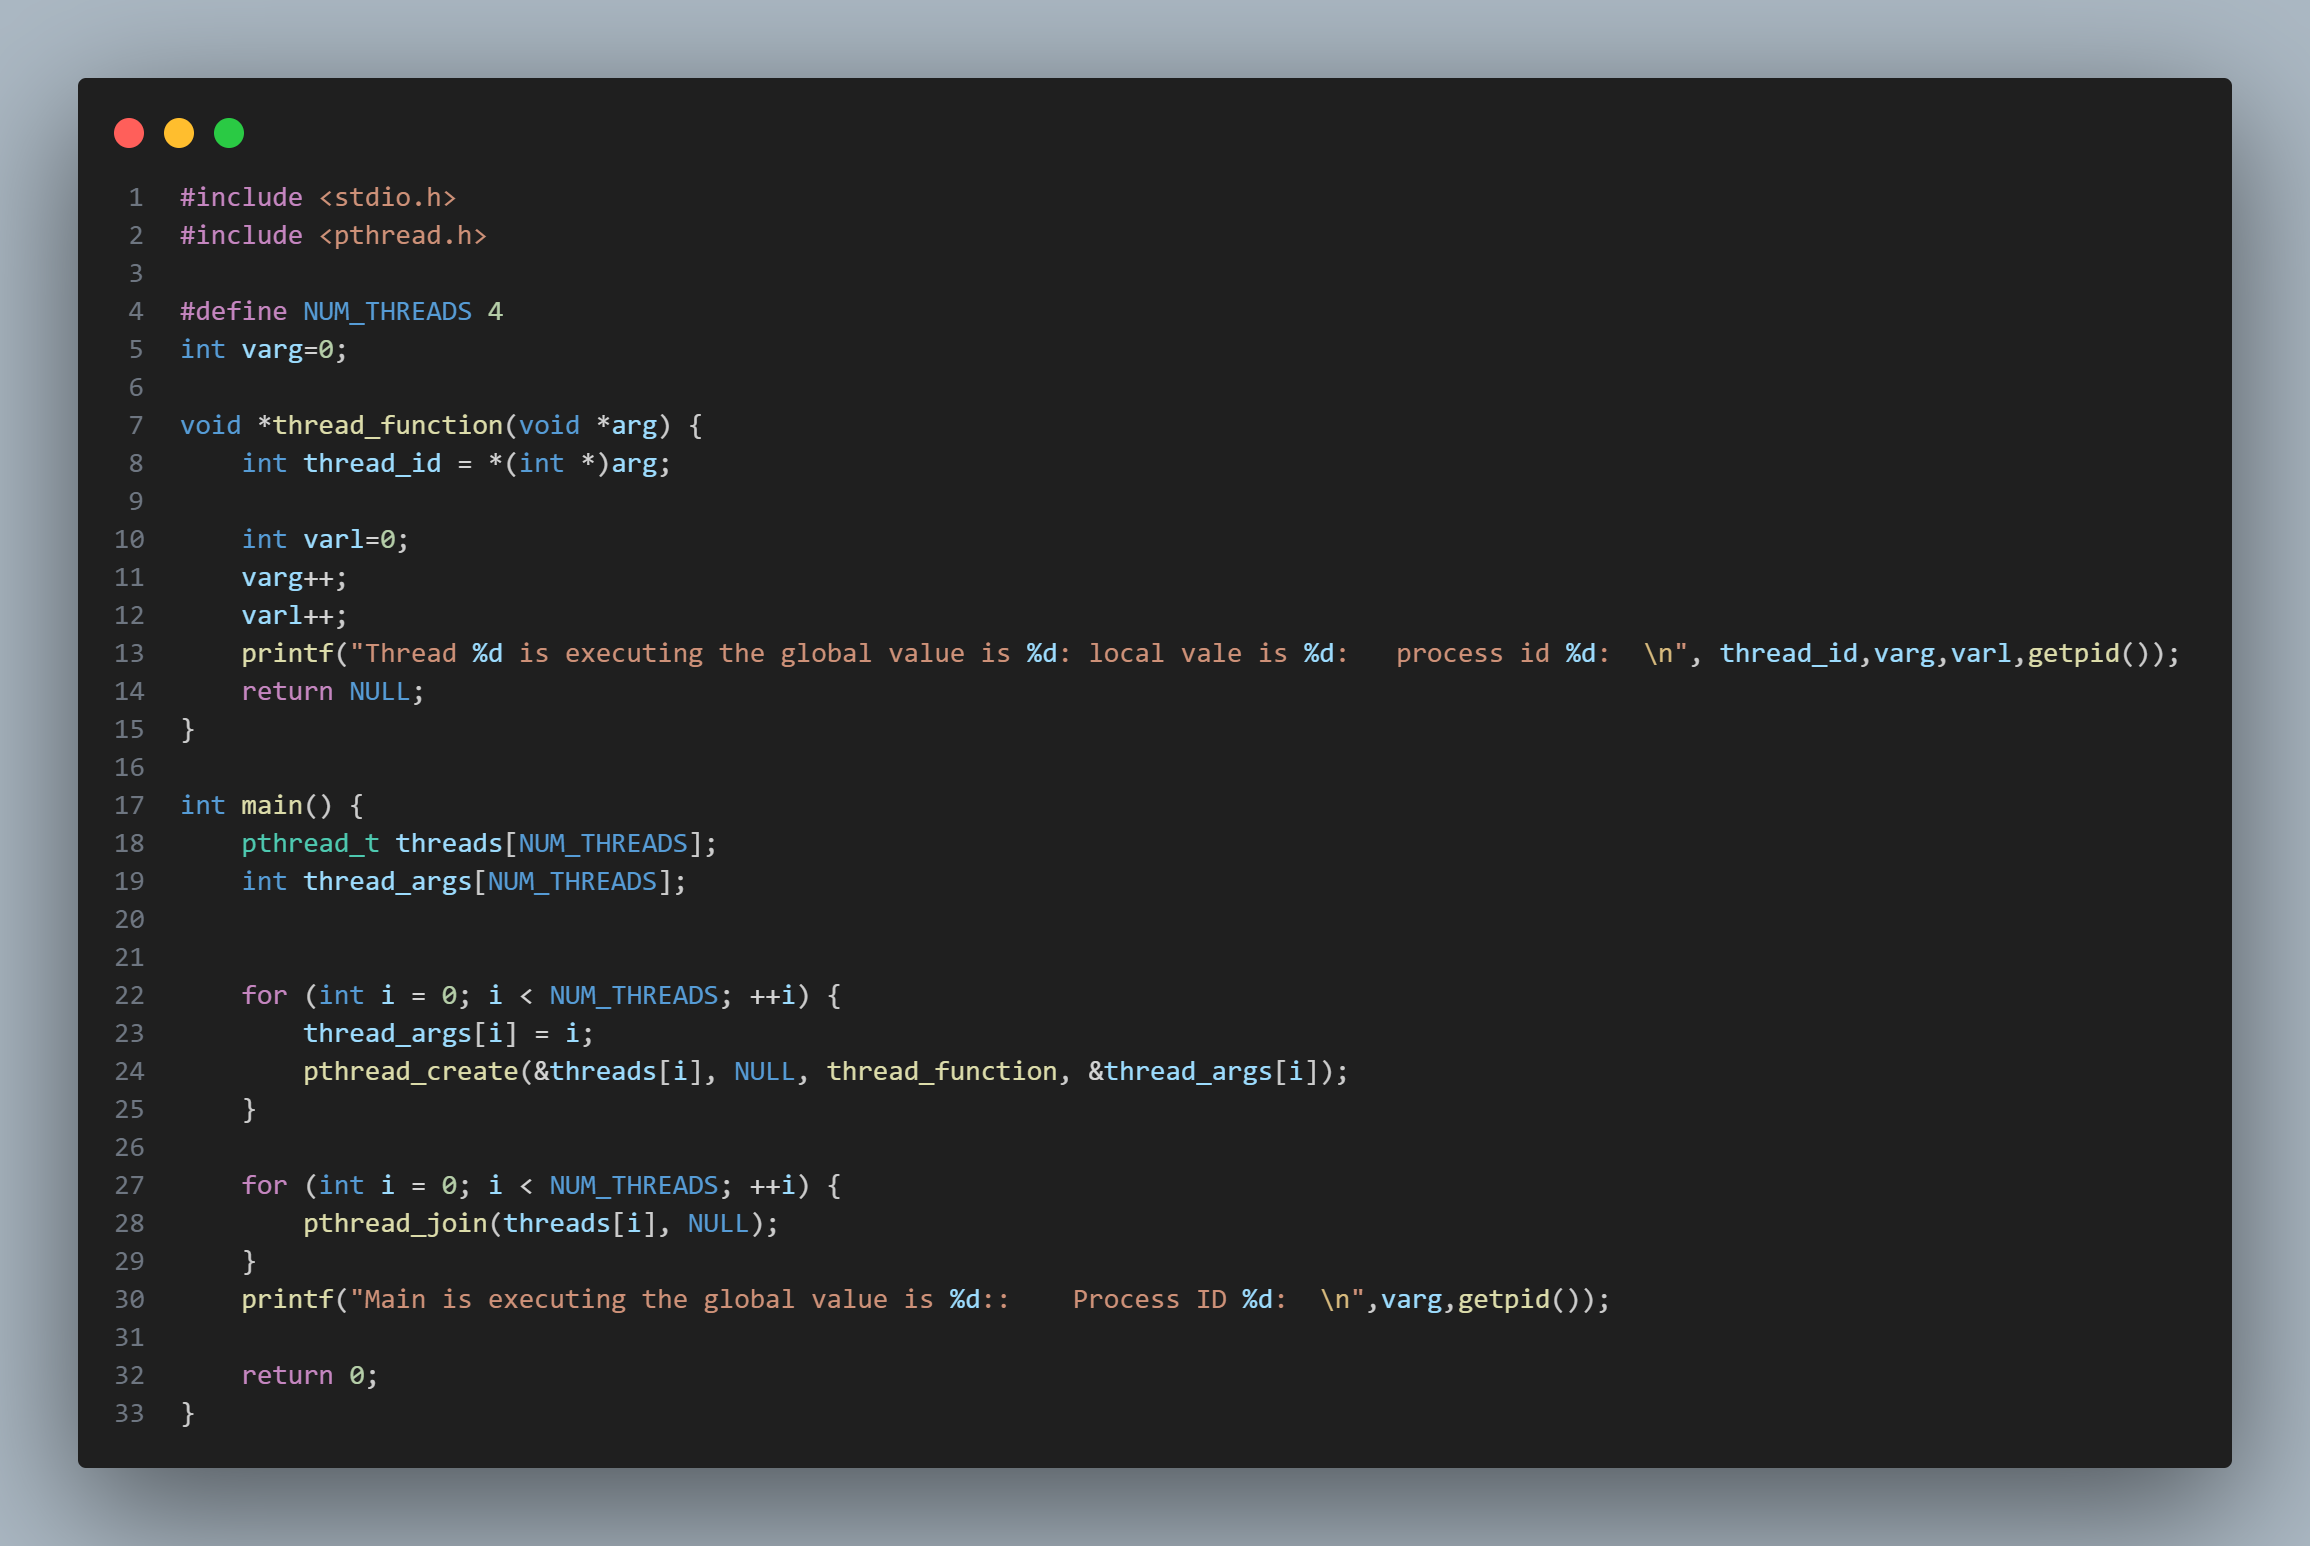 1 #include <stdio.h>
2 #include <pthread.h>
3
4 #define NUM_THREADS 4
5 int varg=0;
6
7 void *thread_function(void *arg) {
8     int thread_id = *(int *)arg;
9
10     int varl=0;
11     varg++;
12     varl++;
13     printf("Thread %d is executing the global value is %d: local vale is %d:   process id %d:  \n", thread_id,varg,varl,getpid());
14     return NULL;
15 }
16
17 int main() {
18     pthread_t threads[NUM_THREADS];
19     int thread_args[NUM_THREADS];
20
21
22     for (int i = 0; i < NUM_THREADS; ++i) {
23         thread_args[i] = i;
24         pthread_create(&threads[i], NULL, thread_function, &thread_args[i]);
25     }
26
27     for (int i = 0; i < NUM_THREADS; ++i) {
28         pthread_join(threads[i], NULL);
29     }
30     printf("Main is executing the global value is %d::    Process ID %d:  \n",varg,getpid());
31
32     return 0;
33 }